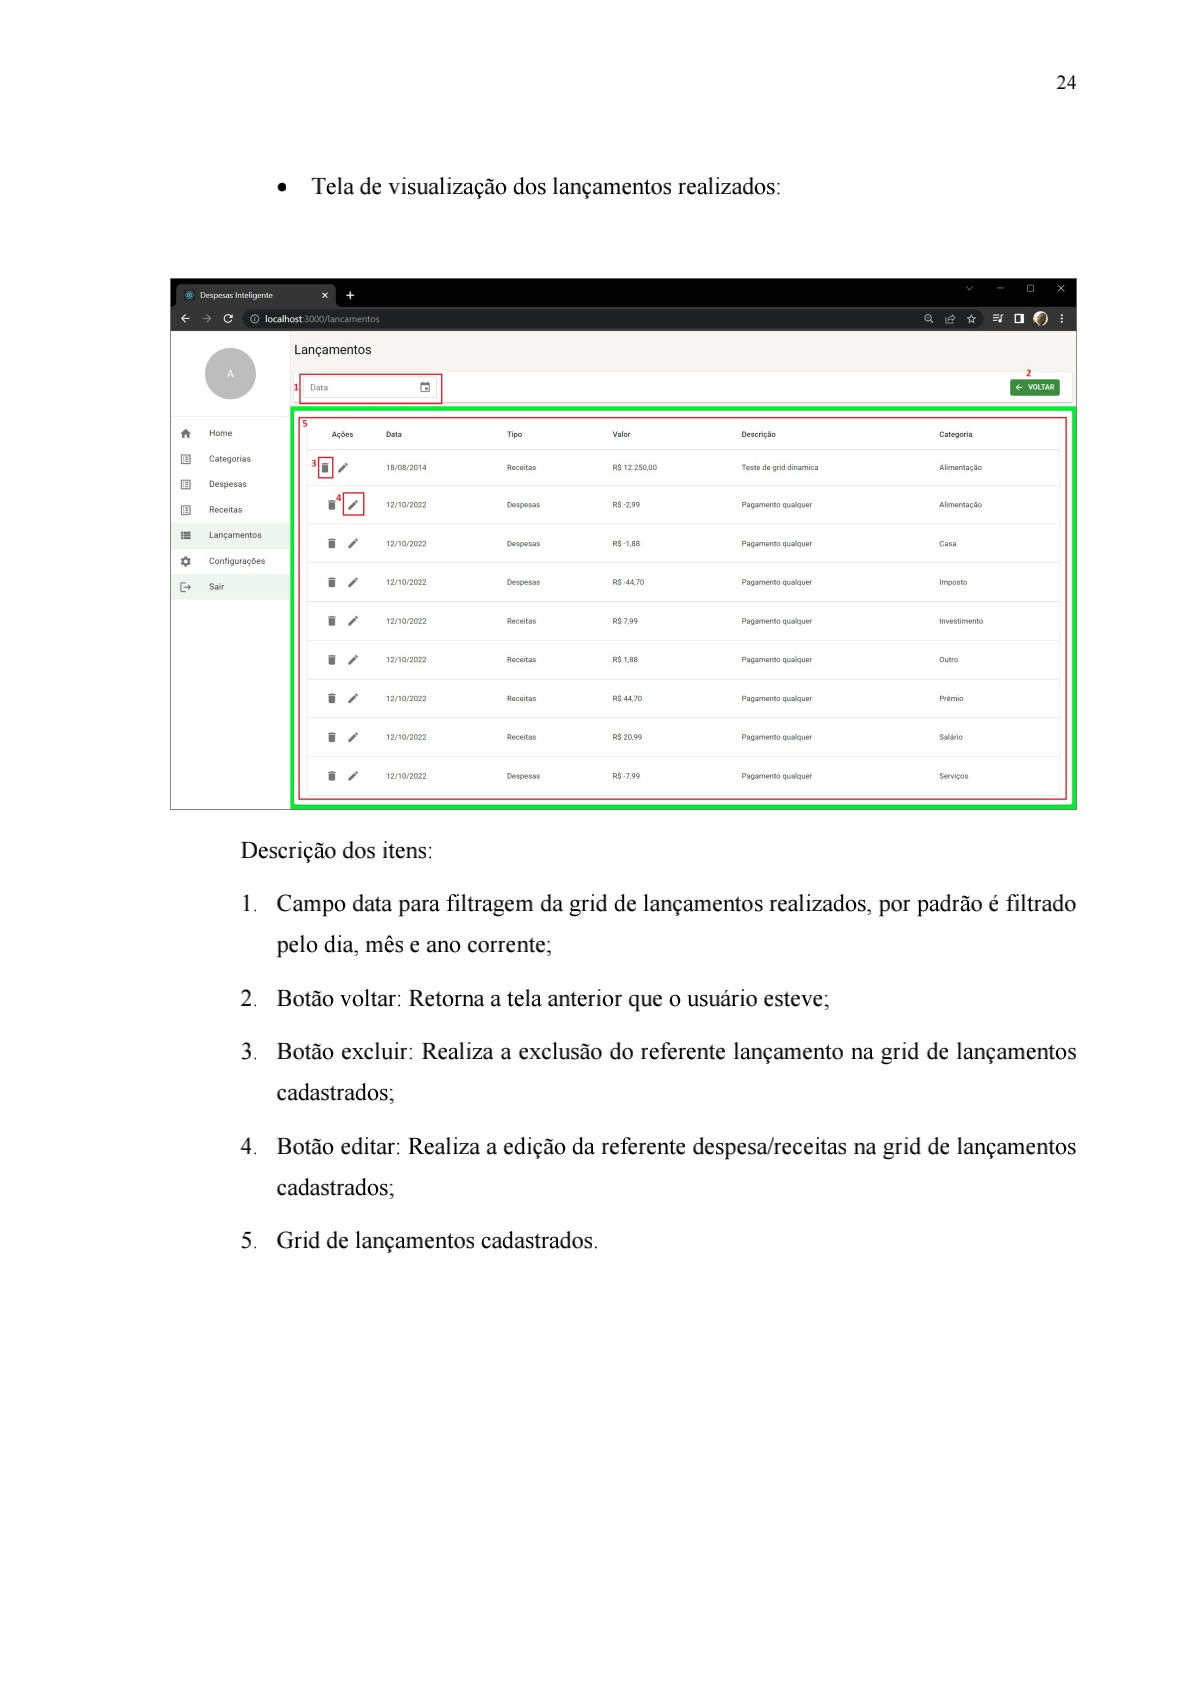 24
• Tela de visualização dos lançamentos realizados:
Despesas Inteligente
localhost:3000/lancamentos
A
Lançamentos
1 Data
2
VOLTAR
Home
Categorias
Despesas
Receitas
Lançamentos
Configurações
Sair
5
Ações Data Tipo Valor Descrição Categoria
3 18/08/2014 Receitas R$ 12.250,00 Teste de grid dinamica Alimentação
4 12/10/2022 Despesas R$ -2,99 Pagamento qualquer Alimentação
12/10/2022 Despesas R$ -1,88 Pagamento qualquer Casa
12/10/2022 Despesas R$ -44,70 Pagamento qualquer Imposto
12/10/2022 Receitas R$ 7,99 Pagamento qualquer Investimento
12/10/2022 Receitas R$ 1,88 Pagamento qualquer Outro
12/10/2022 Receitas R$ 44,70 Pagamento qualquer Prêmio
12/10/2022 Receitas R$ 20,99 Pagamento qualquer Salário
12/10/2022 Despesas R$ -7,99 Pagamento qualquer Serviços
Descrição dos itens:
1. Campo data para filtragem da grid de lançamentos realizados, por padrão é filtrado
pelo dia, mês e ano corrente;
2. Botão voltar: Retorna a tela anterior que o usuário esteve;
3. Botão excluir: Realiza a exclusão do referente lançamento na grid de lançamentos
cadastrados;
4. Botão editar: Realiza a edição da referente despesa/receitas na grid de lançamentos
cadastrados;
5. Grid de lançamentos cadastrados.